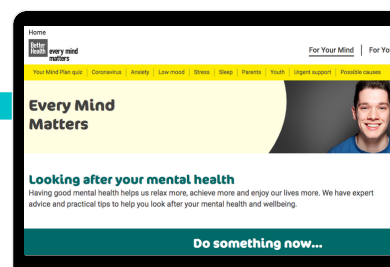 Home
Better
Health
every mind
matters
For Your Mind
For Yo
Your Mind Plan quiz
Coronavirus
Anxiety
Low mood
Stress
Sleep
Parents
Youth
Urgent support
Possible causes
Every Mind
Matters
Looking after your mental health
Having good mental health helps us relax more, achieve more and enjoy our lives more. We have expert
advice and practical tips to help you look after your mental health and wellbeing.
Do something now...